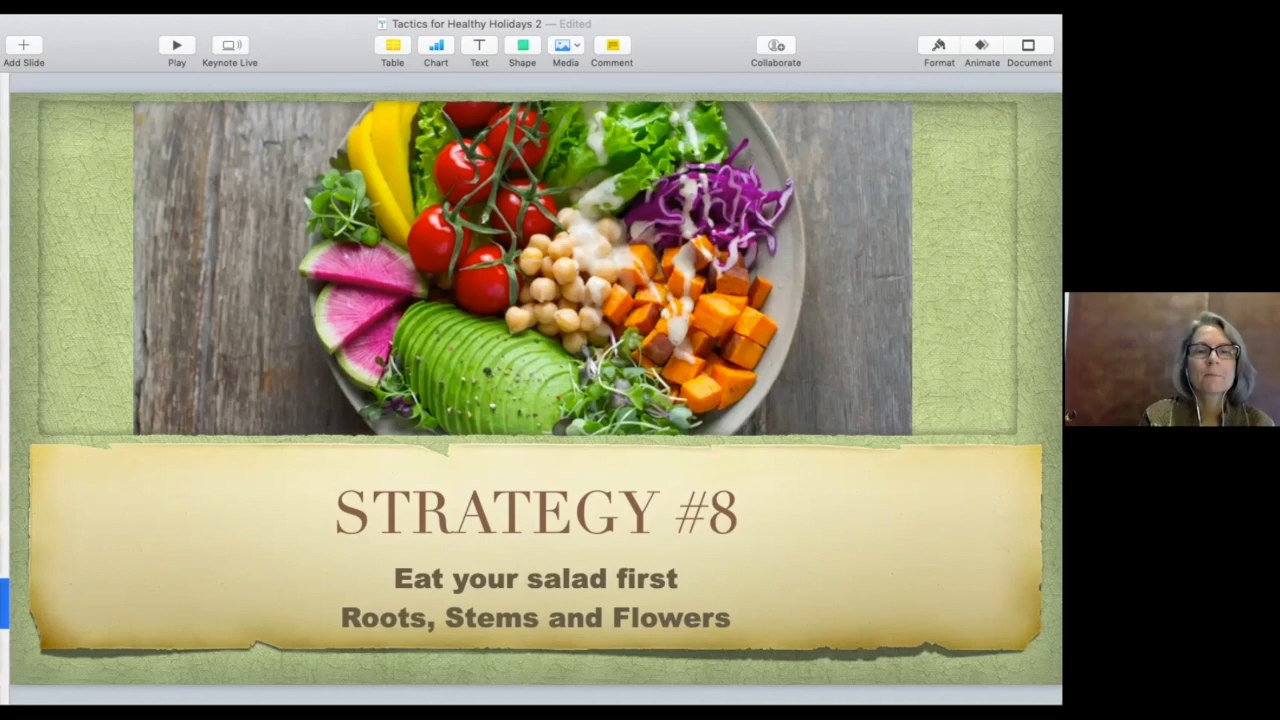 Tactics for Healthy Holidays 2 — Edited
Add Slide
Play
Keynote Live
Table
Chart
Text
Shape
Media
Comment
Collaborate
Format
Animate
Document
STRATEGY #8
Eat your salad first
Roots, Stems and Flowers